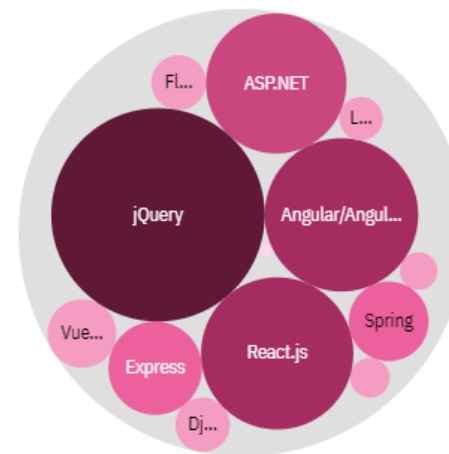 Fl...
ASP.NET
L...
jQuery
Angular/Angul...
Spring
Vue...
Express
React.js
Dj...